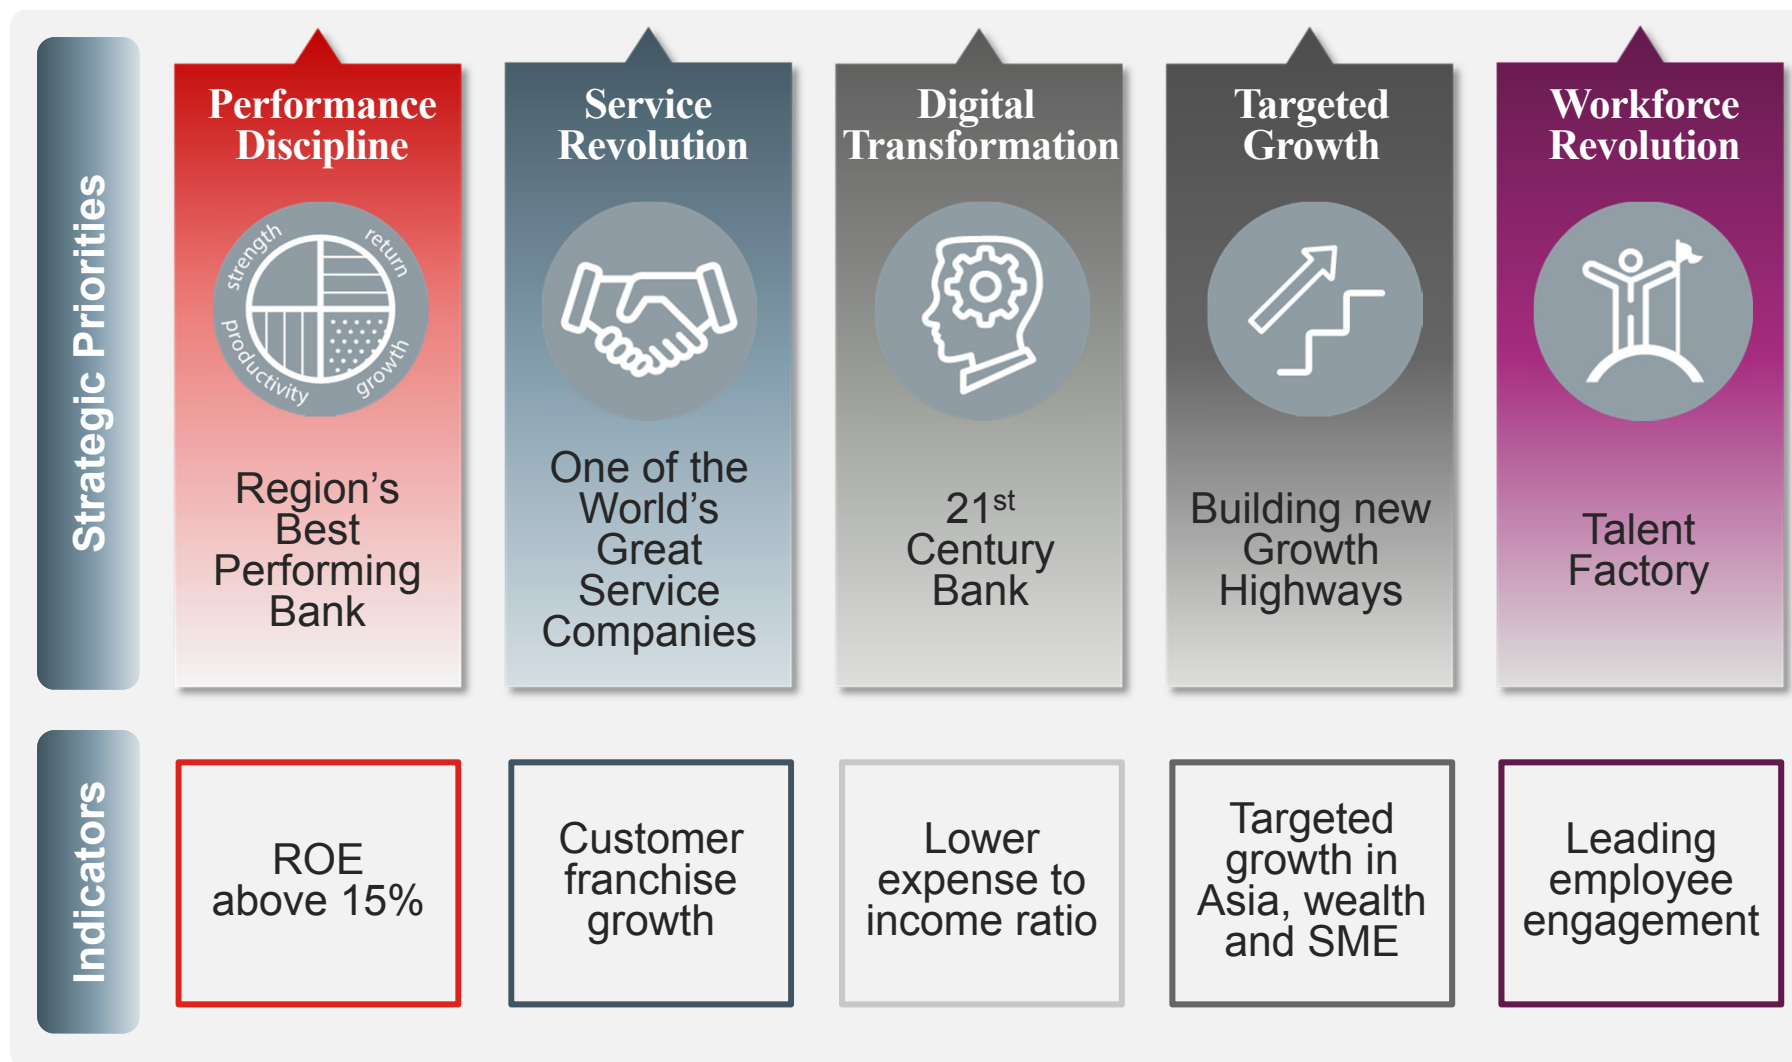 Strategic Priorities
Performance
Discipline
strength
return
productivity
growth
Region’s
Best
Performing
Bank
Service
Revolution
One of the
World’s
Great
Service
Companies
Digital
Transformation
21st
Century
Bank
Targeted
Growth
Building new
Growth
Highways
Workforce
Revolution
Talent
Factory
Indicators
ROE
above 15%
Customer
franchise
growth
Lower
expense to
income ratio
Targeted
growth in
Asia, wealth
and SME
Leading
employee
engagement